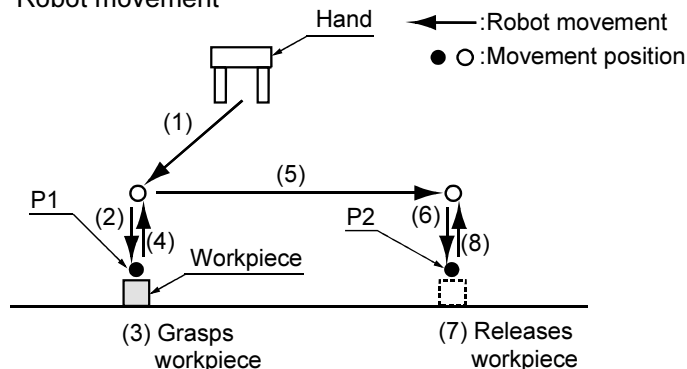 Robot movement
Hand
:Robot movement
:Movement position
(1)
(5)
P1
(2)
(4)
P2
(6)
(8)
Workpiece
(3) Grasps
workpiece
(7) Releases
workpiece